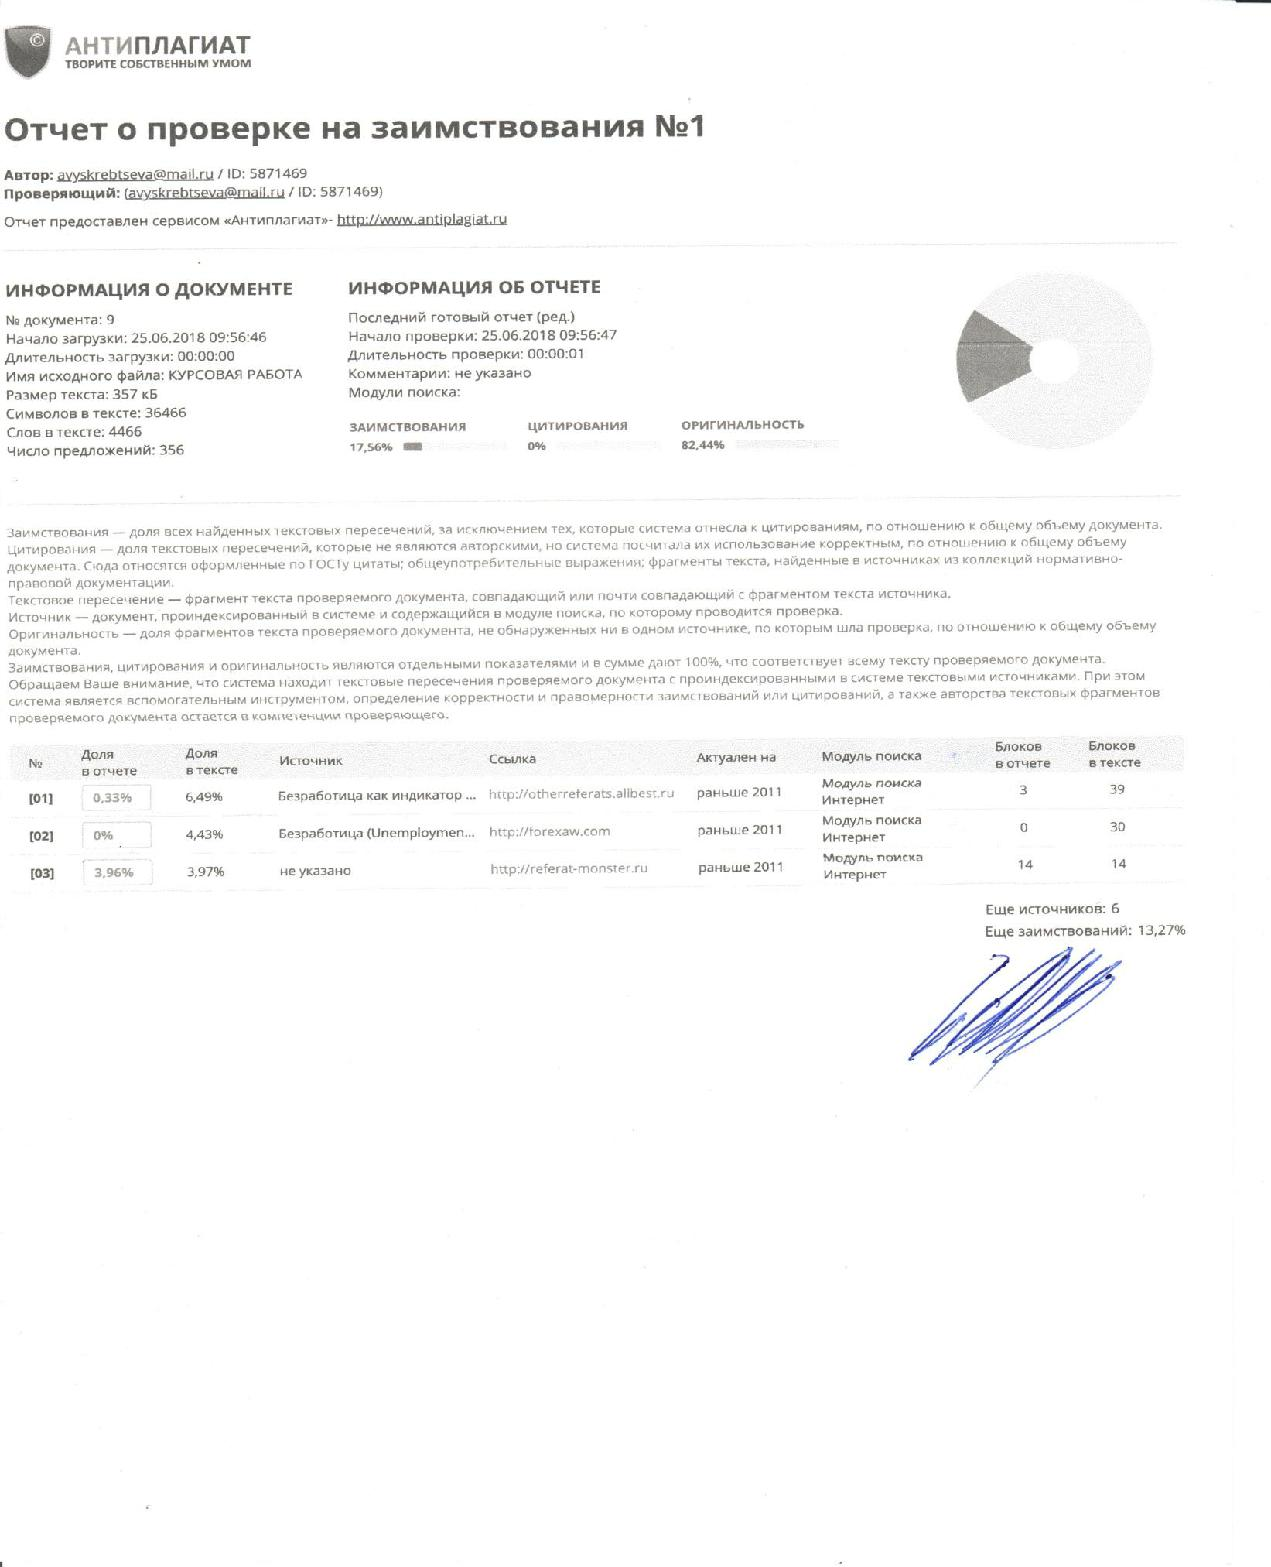 АНТИПЛАГИАТ
ТВОРИТЕ СОБСТВЕННЫМ УМОМ
Отчет о проверке на заимствования №1
Автор: avyskrebtseva@mail.ru / ID: 5871469
Проверяющий: (avyskrebtseva@mail.ru / ID: 5871469)
Отчет предоставлен сервисом «Антиплагиат»- http://www.antiplagiat.ru
ИНФОРМАЦИЯ О ДОКУМЕНТЕ
№ документа: 9
Начало загрузки: 25.06.2018 09:56:46
Длительность загрузки: 00:00:00
Имя исходного файла: КУРСОВАЯ РАБОТА
Размер текста: 357 кБ
Символов в тексте: 36466
Слов в тексте: 4466
Число предложений: 356
ИНФОРМАЦИЯ ОБ ОТЧЕТЕ
Последний готовый отчет (ред.)
Начало проверки: 25.06.2018 09:56:47
Длительность проверки: 00:00:01
Комментарии: не указано
Модули поиска:
ЗАИМСТВОВАНИЯ ЦИТИРОВАНИЯ ОРИГИНАЛЬНОСТЬ
17,56% 0% 82,44%
Заимствования — доля всех найденных текстовых пересечений, за исключением тех, которые система отнесла к цитированиям, по отношению к общему объему документа.
Цитирования — доля текстовых пересечений, которые не являются авторскими, но система посчитала их использование корректным, по отношению к общему объему
документа. Сюда относятся оформленные по ГОСТу цитаты; общеупотребительные выражения; фрагменты текста, найденные в источниках из коллекций нормативно-
правовой документации.
Текстовое пересечение — фрагмент текста проверяемого документа, совпадающий или почти совпадающий с фрагментом текста источника.
Источник — документ, проиндексированный в системе и содержащийся в модуле поиска, по которому проводится проверка.
Оригинальность — доля фрагментов текста проверяемого документа, не обнаруженных ни в одном источнике, по которым шла проверка, по отношению к общему объему
документа.
Заимствования, цитирования и оригинальность являются отдельными показателями и в сумме дают 100%, что соответствует всему тексту проверяемого документа.
Обращаем Ваше внимание, что система находит текстовые пересечения проверяемого документа с проиндексированными в системе текстовыми источниками. При этом
система является вспомогательным инструментом, определение корректности и правомерности заимствований или цитирований, а также авторства текстовых фрагментов
проверяемого документа остается в компетенции проверяющего.
№ Доля в отчете Доля в тексте Источник Ссылка Актуален на Модуль поиска Блоков в отчете Блоков в тексте
[01] 0,33% 6,49% Безработица как индикатор ... http://otherreferats.allbest.ru раньше 2011 Модуль поиска Интернет 3 39
[02] 0% 4,43% Безработица (Unemploymen... http://forexaw.com раньше 2011 Модуль поиска Интернет 0 30
[03] 3,96% 3,97% не указано http://referat-monster.ru раньше 2011 Модуль поиска Интернет 14 14
Еще источников: 6
Еще заимствований: 13,27%